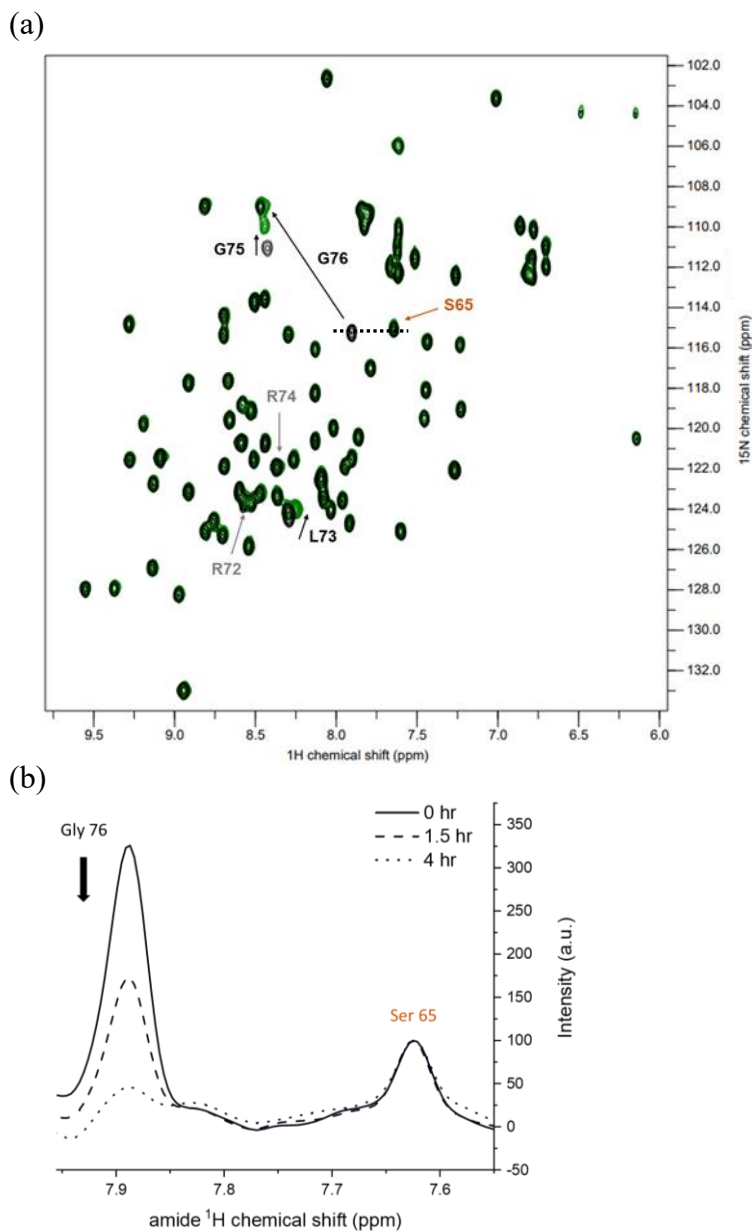 (a)
102.0
104.0
106.0
108.0
110.0
112.0
114.0
116.0
118.0
120.0
122.0
124.0
126.0
128.0
130.0
132.0
15N chemical shift (ppm)
G75
G76
S65
R74
R72
L73
9.5 9.0 8.5 8.0 7.5 7.0 6.5 6.0
1H chemical shift (ppm)
(b)
Gly 76
0 hr
1.5 hr
4 hr
Ser 65
350
300
250
200
150
100
50
0
-50
Intensity (a.u.)
7.9 7.8 7.7 7.6
amide ¹H chemical shift (ppm)